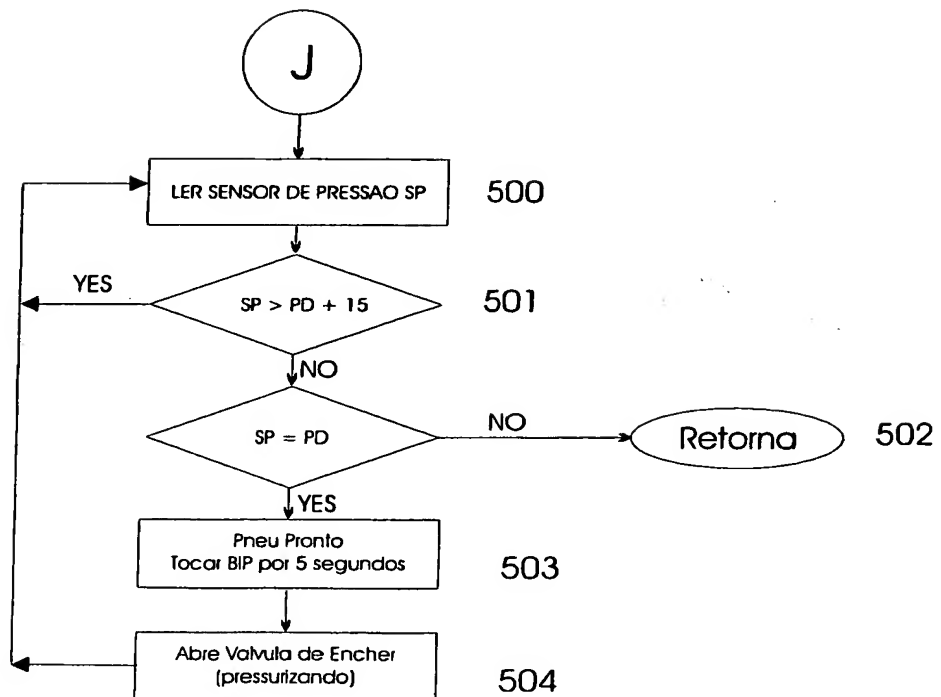 J
LER SENSOR DE PRESSAO SP
500
YES
SP > PD + 15
501
NO
SP = PD
NO
Retorna
502
YES
Pneu Pronto
Tocar BIP por 5 segundos
503
Abre Valvula de Encher
(pressurizando)
504